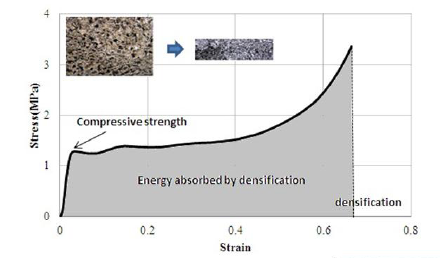 4
3
2
1
0
Stress(MPa)
Compressive strength
Energy absorbed by densification
densification
0
0.2
0.4
0.6
0.8
Strain